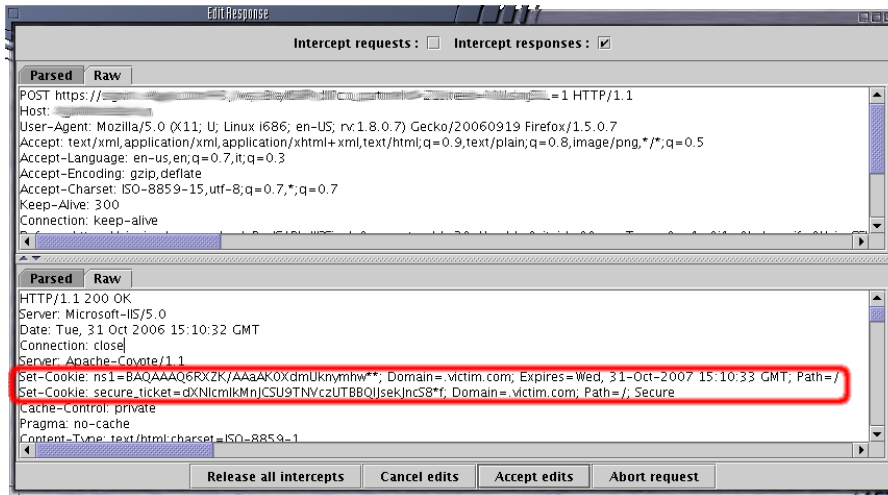 Edit Response
Intercept requests : Intercept responses :
Parsed Raw
POST https:// =1 HTTP/1.1
Host:
User-Agent: Mozilla/5.0 (X11; U; Linux i686; en-US; rv:1.8.0.7) Gecko/20060919 Firefox/1.5.0.7
Accept: text/xml,application/xml,application/xhtml+xml,text/html;q=0.9,text/plain;q=0.8,image/png,*/*;q=0.5
Accept-Language: en-us,en;q=0.7,it;q=0.3
Accept-Encoding: gzip,deflate
Accept-Charset: ISO-8859-15,utf-8;q=0.7,*;q=0.7
Keep-Alive: 300
Connection: keep-alive
Parsed Raw
HTTP/1.1 200 OK
Server: Microsoft-IIS/5.0
Date: Tue, 31 Oct 2006 15:10:32 GMT
Connection: close
Server: Apache-Coyote/1.1
Set-Cookie: ns1=BAQAAAQ6RXZK/AAaAK0XdmUknymhw**; Domain=.victim.com; Expires=Wed, 31-Oct-2007 15:10:33 GMT; Path=/
Set-Cookie: secure_ticket=dXNlcmlkMnJCSU9TNVczUTBBQlJsekJncS8*f; Domain=.victim.com; Path=/; Secure
Cache-Control: private
Pragma: no-cache
Content-Type: text/html;charset=ISO-8859-1
Release all intercepts Cancel edits Accept edits Abort request